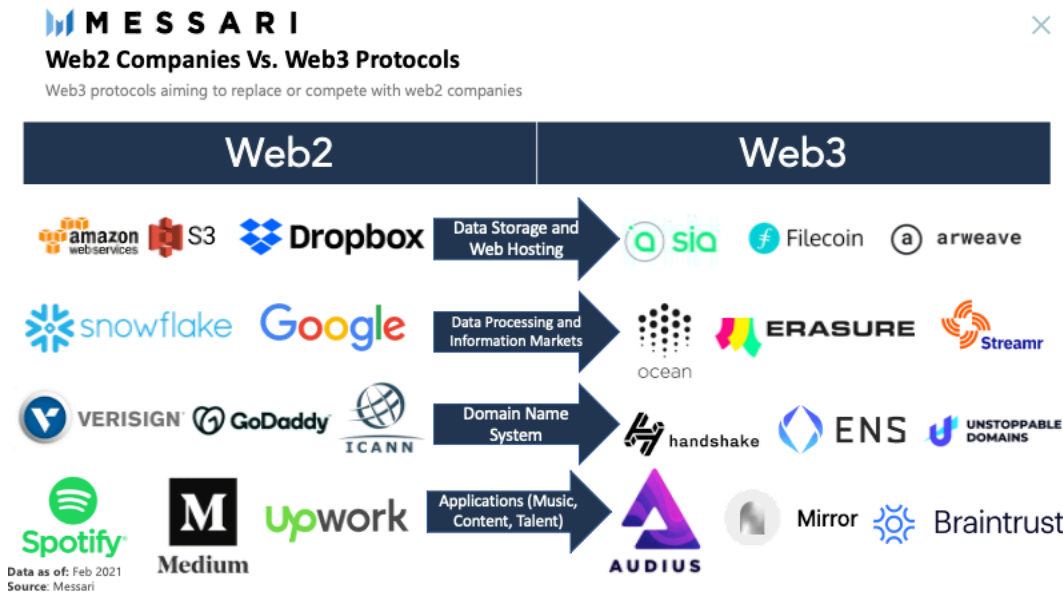 MESSARI
Web2 Companies Vs. Web3 Protocols
Web3 protocols aiming to replace or compete with web2 companies
Web2
Web3
amazon
webservices
S3
Dropbox
Data Storage and
Web Hosting
sia
Filecoin
a
arweave
snowflake
Google
Data Processing and
Information Markets
ocean
ERASURE
Streamr
VERISIGN
GoDaddy
ICANN
Domain Name
System
handshake
ENS
UNSTOPPABLE
DOMAINS
Spotify
M
Medium
upwork
Applications (Music,
Content, Talent)
AUDIUS
Mirror
Braintrust
Data as of: Feb 2021
Source: Messari